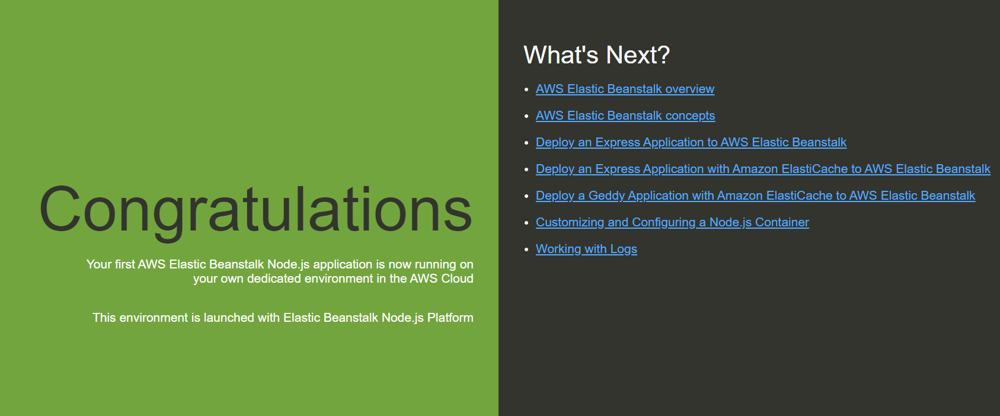 Congratulations
Your first AWS Elastic Beanstalk Node.js application is now running on
your own dedicated environment in the AWS Cloud
This environment is launched with Elastic Beanstalk Node.js Platform
What's Next?
AWS Elastic Beanstalk overview
AWS Elastic Beanstalk concepts
Deploy an Express Application to AWS Elastic Beanstalk
Deploy an Express Application with Amazon ElastiCache to AWS Elastic Beanstalk
Deploy a Geddy Application with Amazon ElastiCache to AWS Elastic Beanstalk
Customizing and Configuring a Node.js Container
Working with Logs